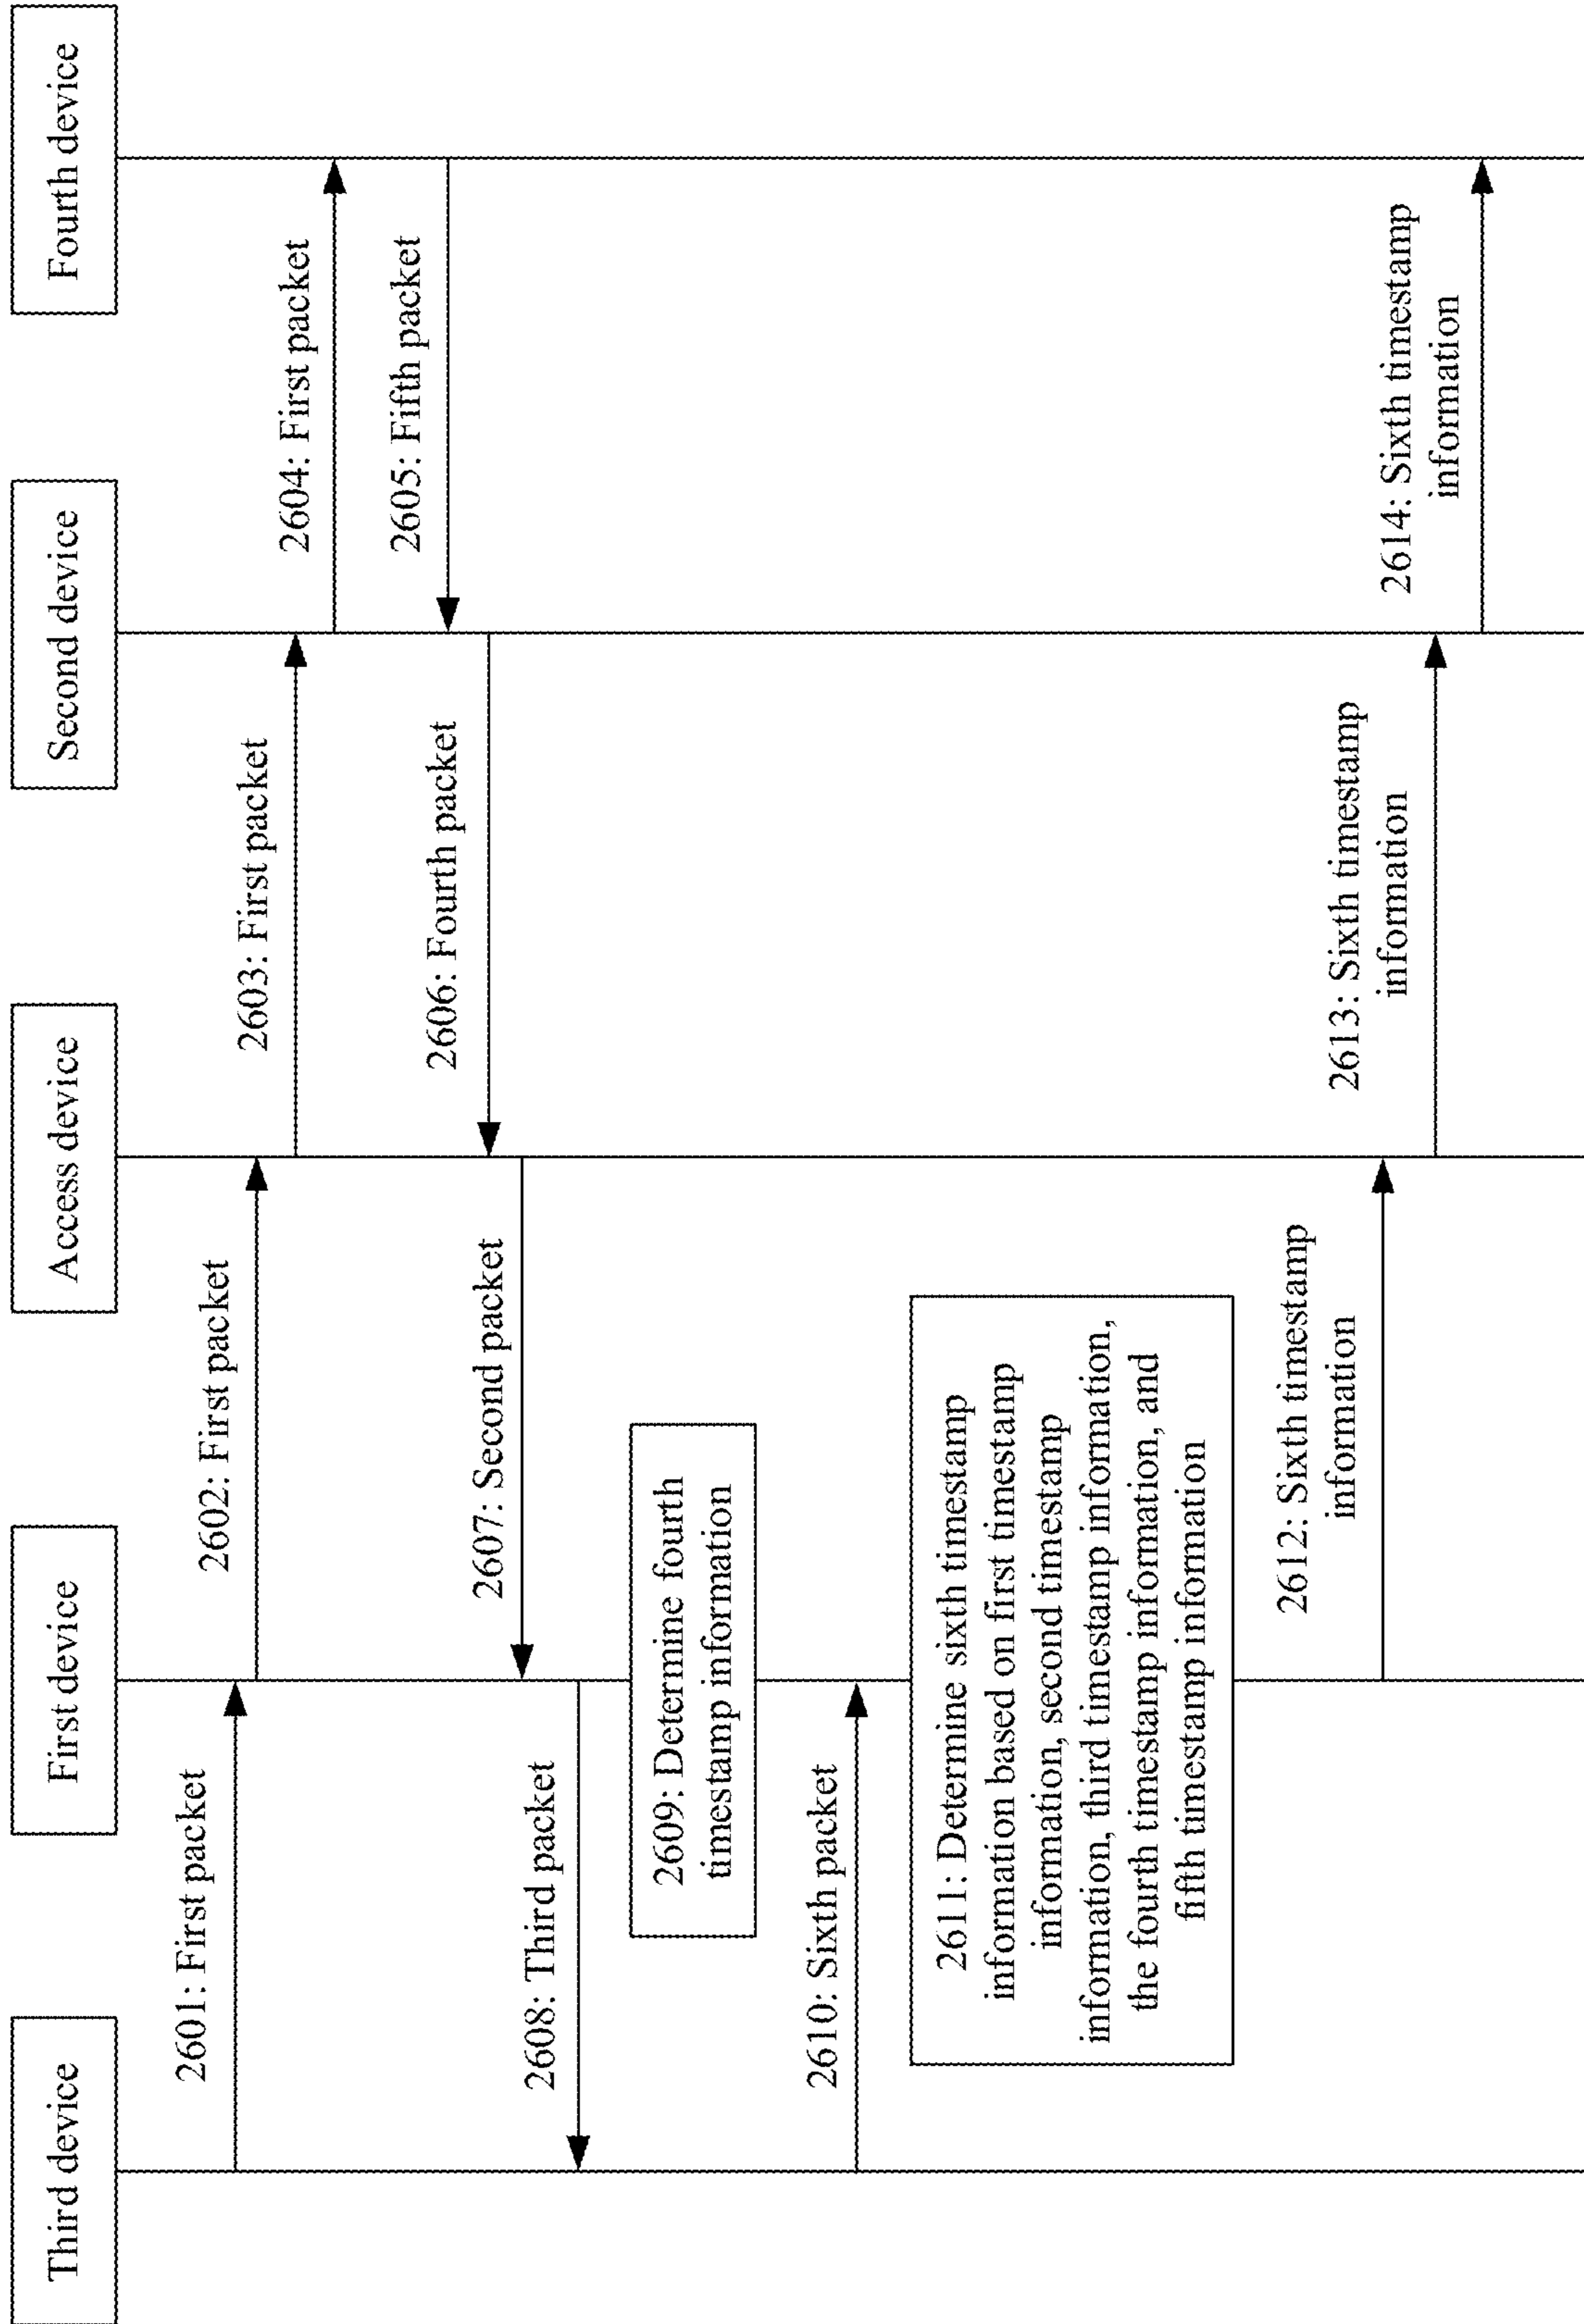 Third device
First device
Access device
Second device
Fourth device
2601: First packet
2602: First packet
2603: First packet
2604: First packet
2605: Fifth packet
2606: Fourth packet
2607: Second packet
2608: Third packet
2609: Determine fourth
timestamp information
2610: Sixth packet
2611: Determine sixth timestamp
information based on first timestamp
information, second timestamp
information, third timestamp information,
the fourth timestamp information, and
fifth timestamp information
2612: Sixth timestamp
information
2613: Sixth timestamp
information
2614: Sixth timestamp
information